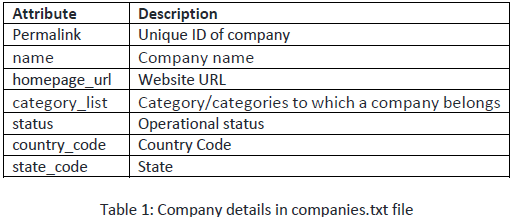 Attribute Description
Permalink Unique ID of company
name Company name
homepage_url Website URL
category_list Category/categories to which a company belongs
status Operational status
country_code Country Code
state_code State
Table 1: Company details in companies.txt file